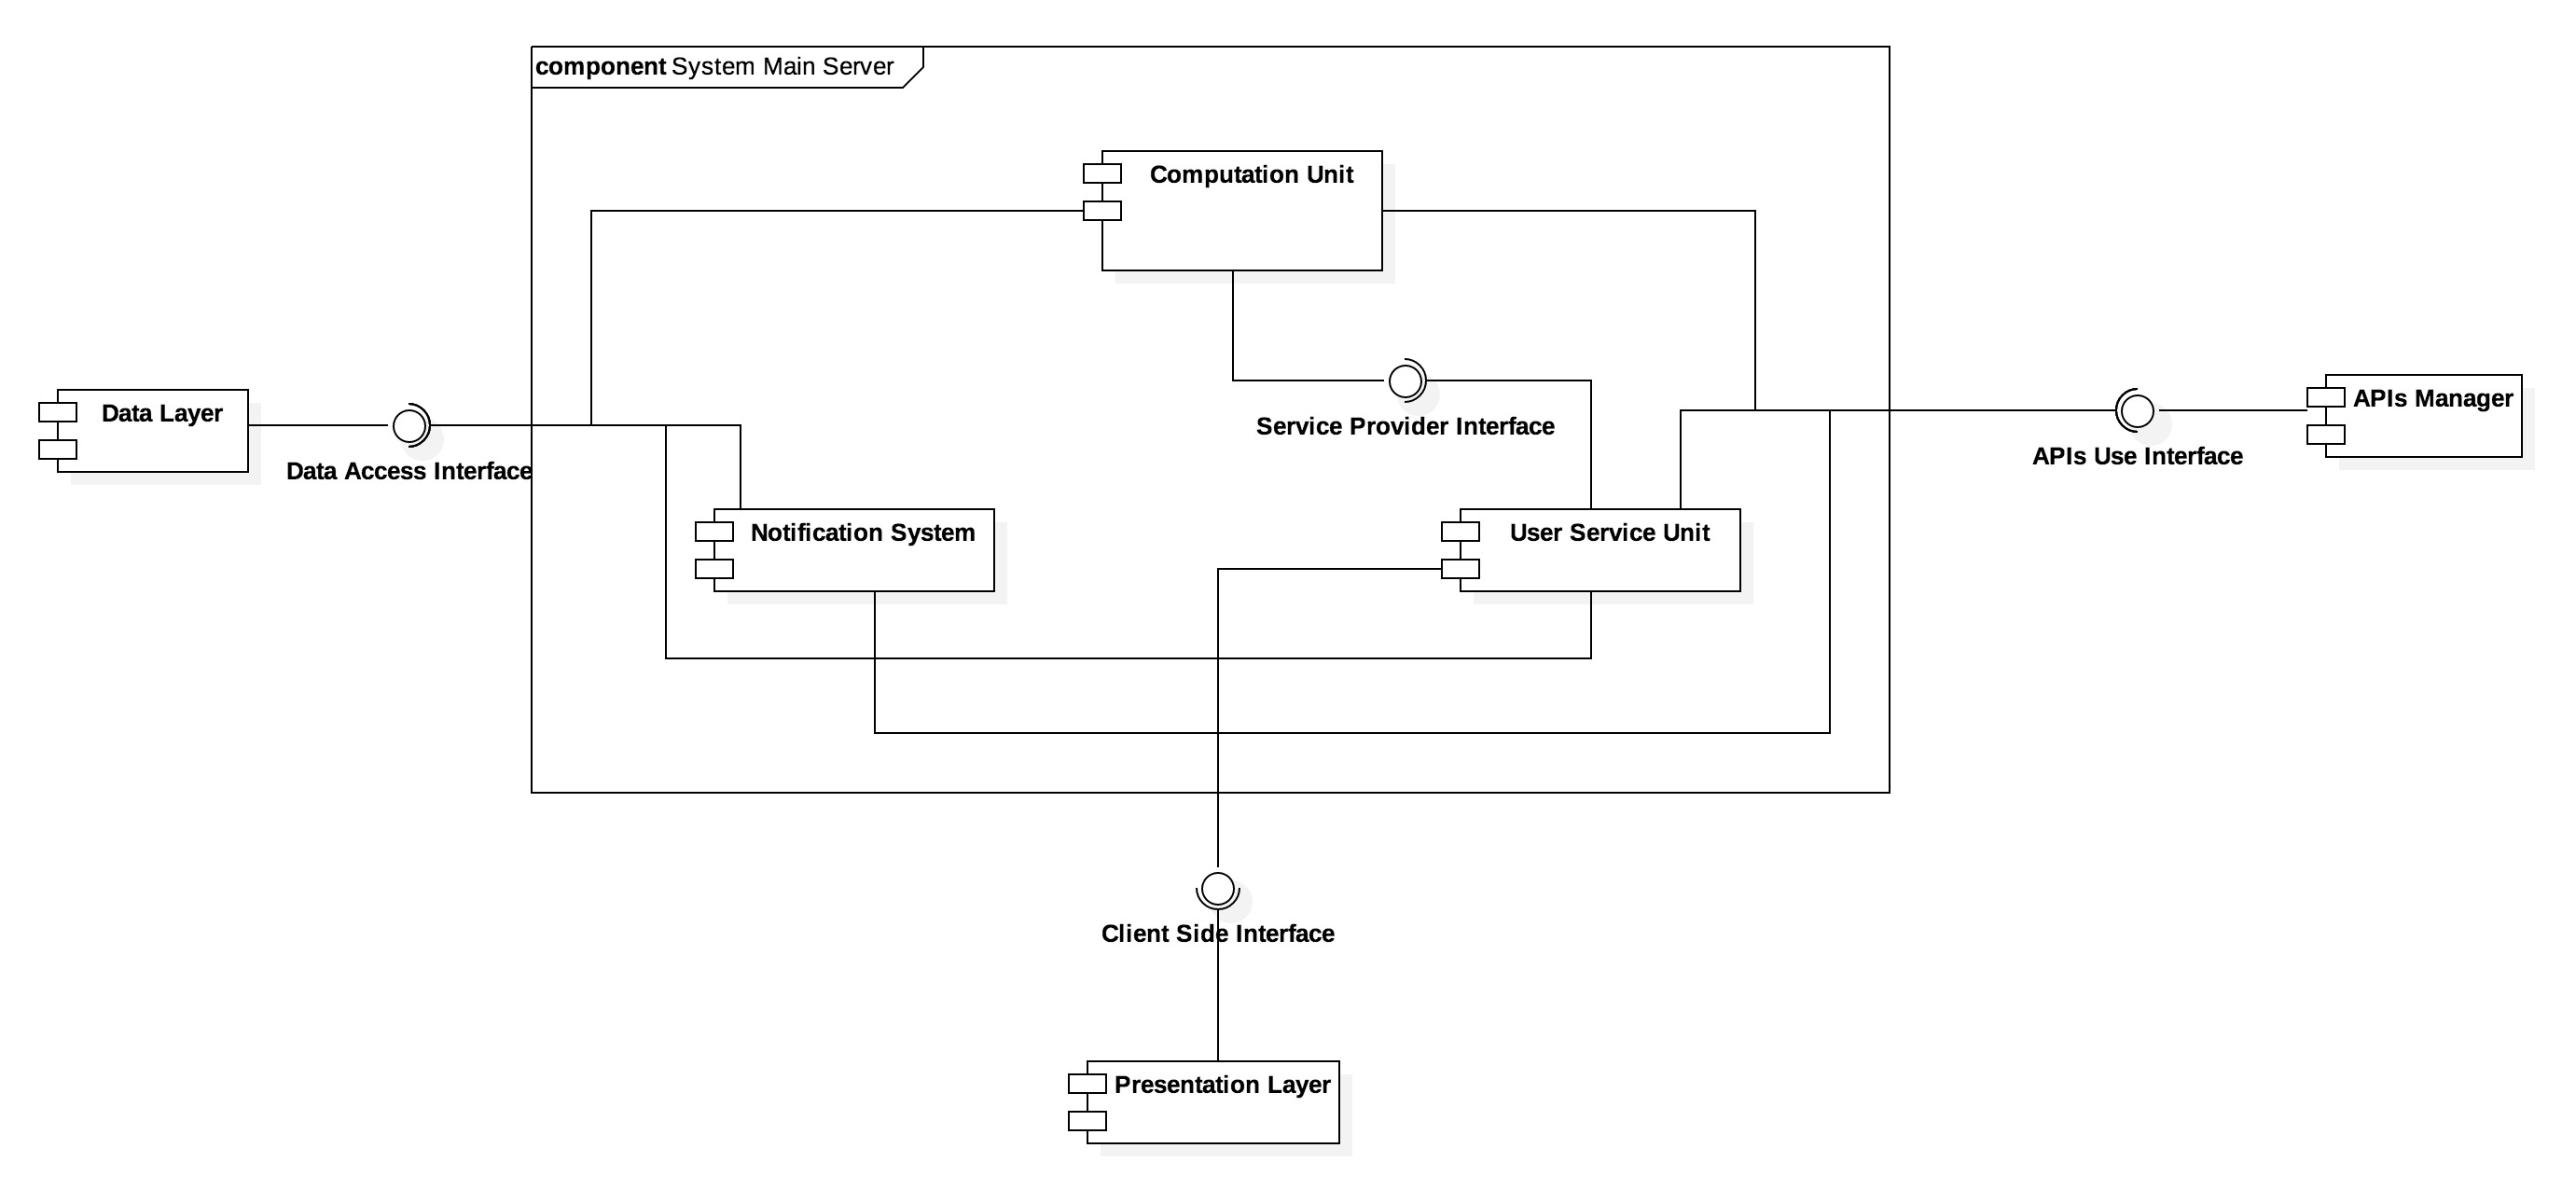 component System Main Server
Computation Unit
Data Layer
APIs Manager
Service Provider Interface
APIs Use Interface
Data Access Interface
Notification System
User Service Unit
Client Side Interface
Presentation Layer